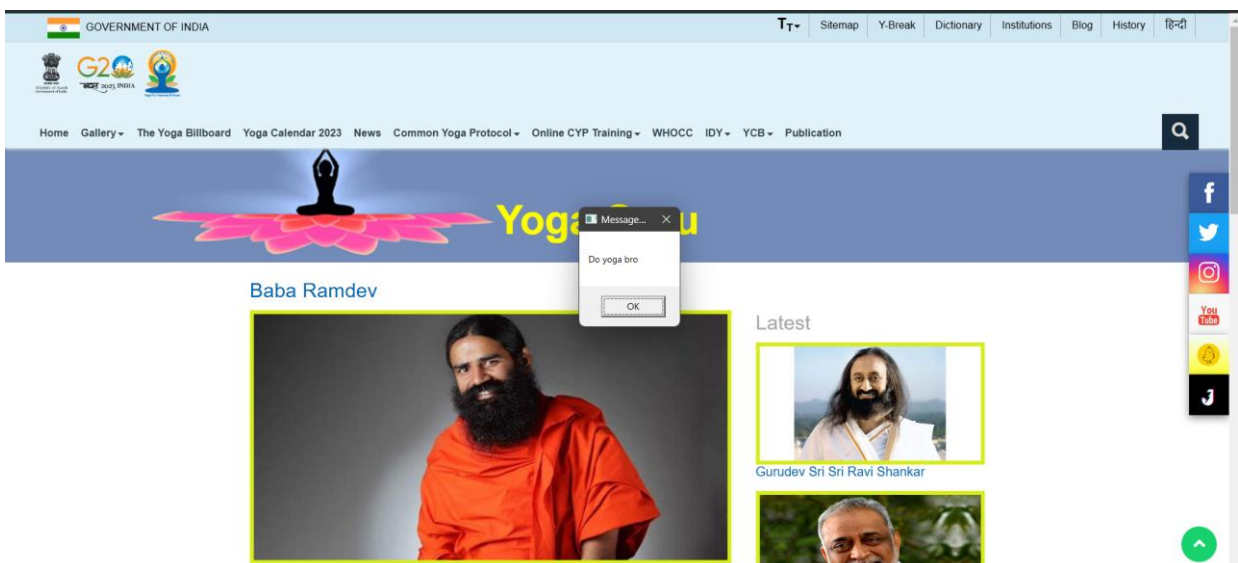 GOVERNMENT OF INDIA
TT Sitemap Y-Break Dictionary Institutions Blog History हिन्दी
G20
2023 INDIA
Home Gallery The Yoga Billboard Yoga Calendar 2023 News Common Yoga Protocol Online CYP Training WHOCC IDY YCB Publication
Yoga
Message...
Do yoga bro
OK
Baba Ramdev
Latest
Gurudev Sri Sri Ravi Shankar
You
Tube